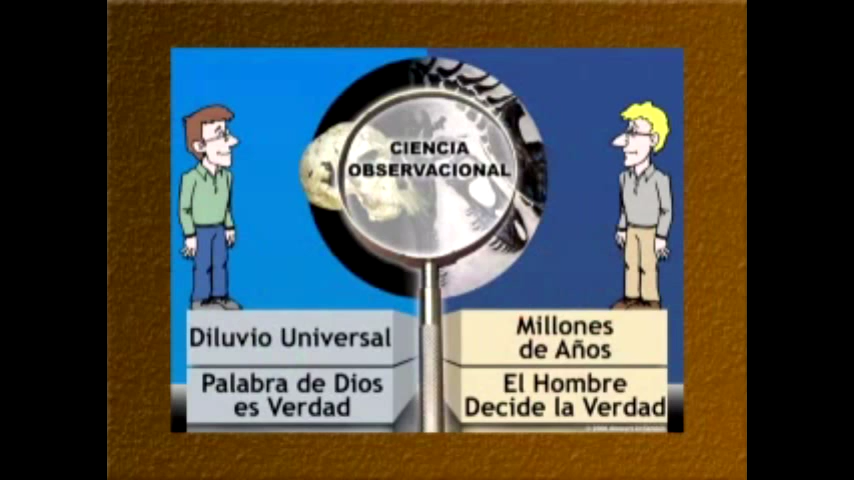 CIENCIA
OBSERVACIONAL
Diluvio Universal
Palabra de Dios
es Verdad
Millones
de Años
El Hombre
Decide la Verdad